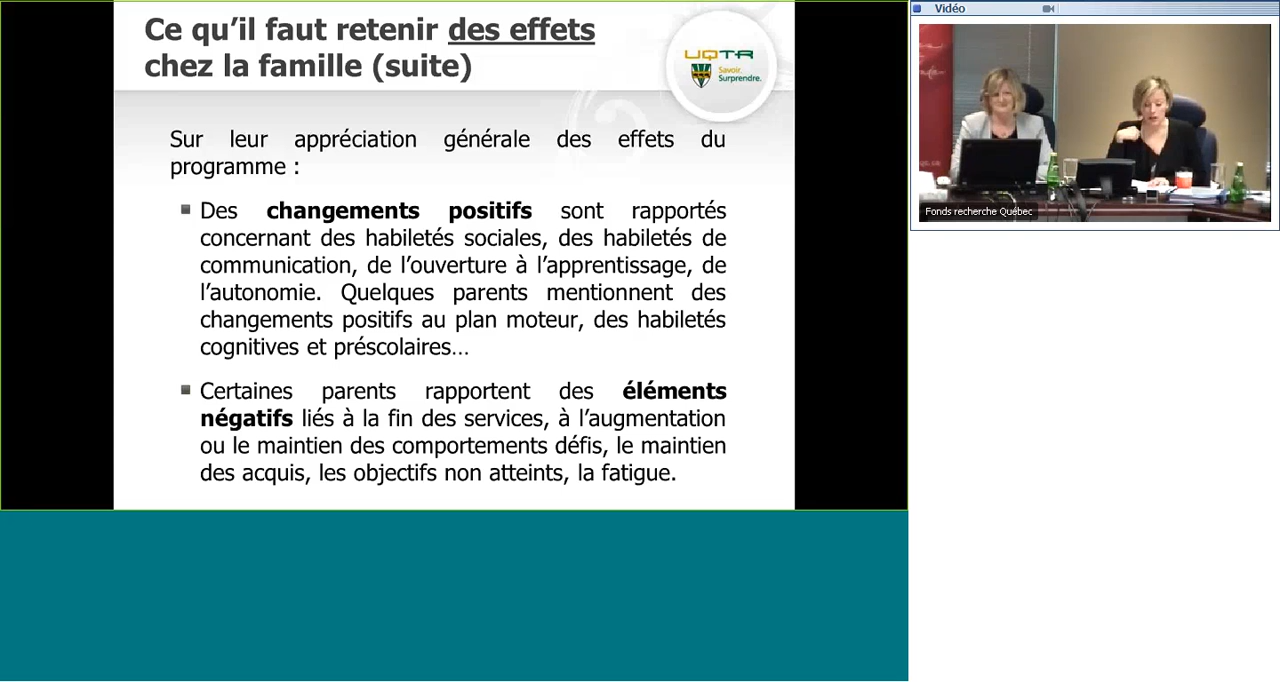 Ce qu’il faut retenir des effets
chez la famille (suite)
UQTR
Savoir.
Surprendre.
Sur leur appréciation générale des effets du
programme :
Des changements positifs sont rapportés
concernant des habiletés sociales, des habiletés de
communication, de l’ouverture à l’apprentissage, de
l’autonomie. Quelques parents mentionnent des
changements positifs au plan moteur, des habiletés
cognitives et préscolaires…
Certaines parents rapportent des éléments
négatifs liés à la fin des services, à l’augmentation
ou le maintien des comportements défis, le maintien
des acquis, les objectifs non atteints, la fatigue.
Vidéo
Fonds recherche Québec